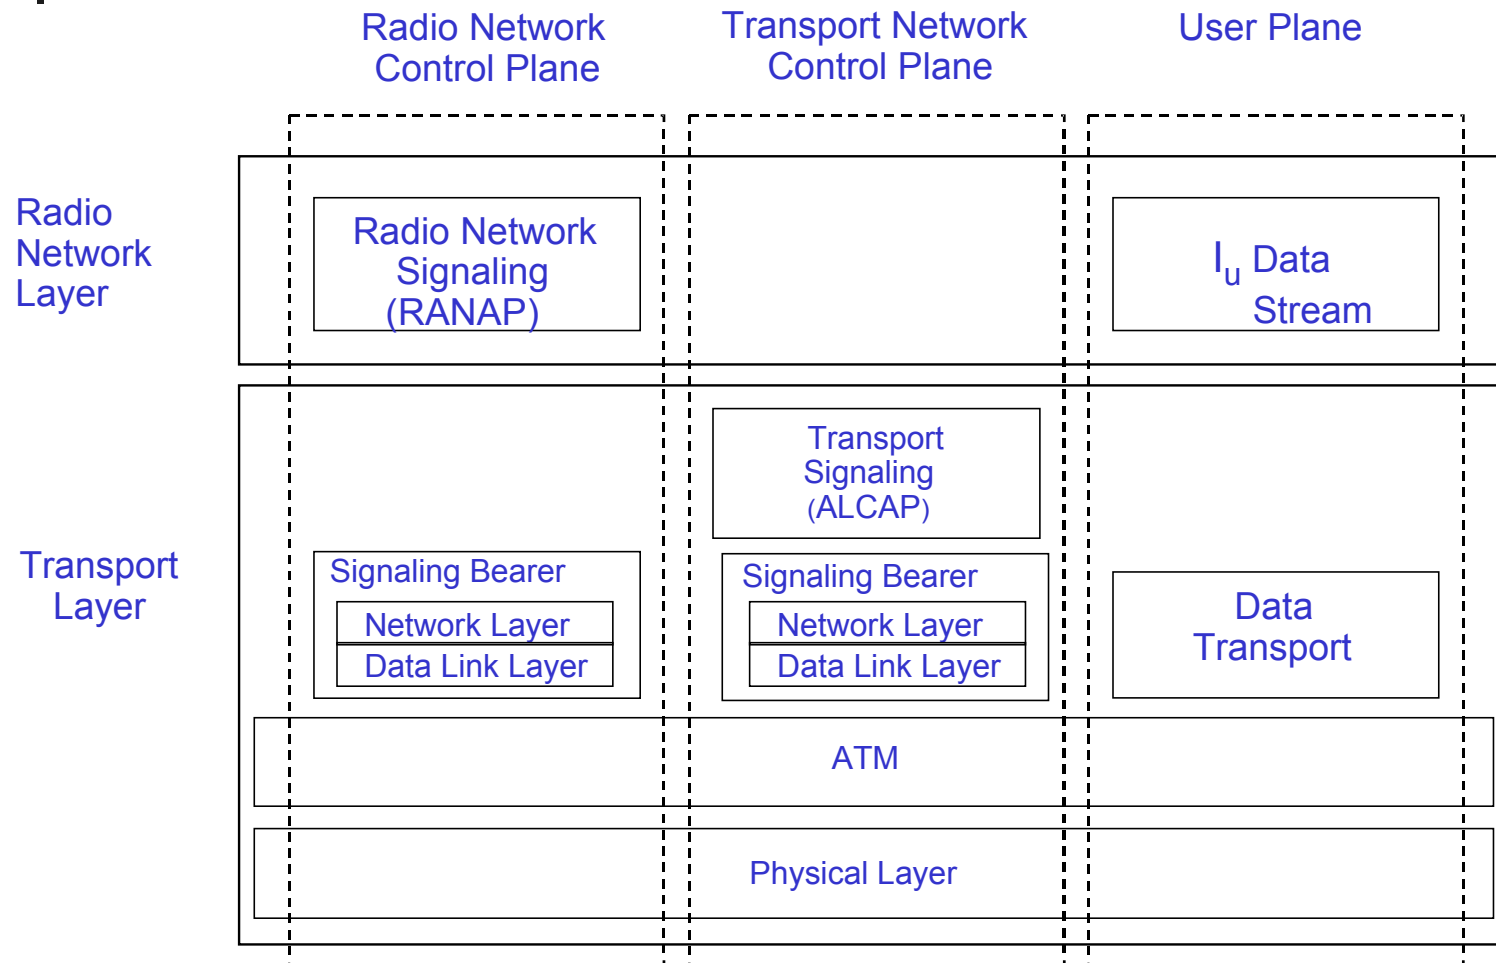 Radio Network
Control Plane
Transport Network
Control Plane
User Plane
Radio
Network
Layer
Radio Network
Signaling
(RANAP)
Iu Data
Stream
Transport
Layer
Transport
Signaling
(ALCAP)
Signaling Bearer
Network Layer
Data Link Layer
Signaling Bearer
Network Layer
Data Link Layer
Data
Transport
ATM
Physical Layer